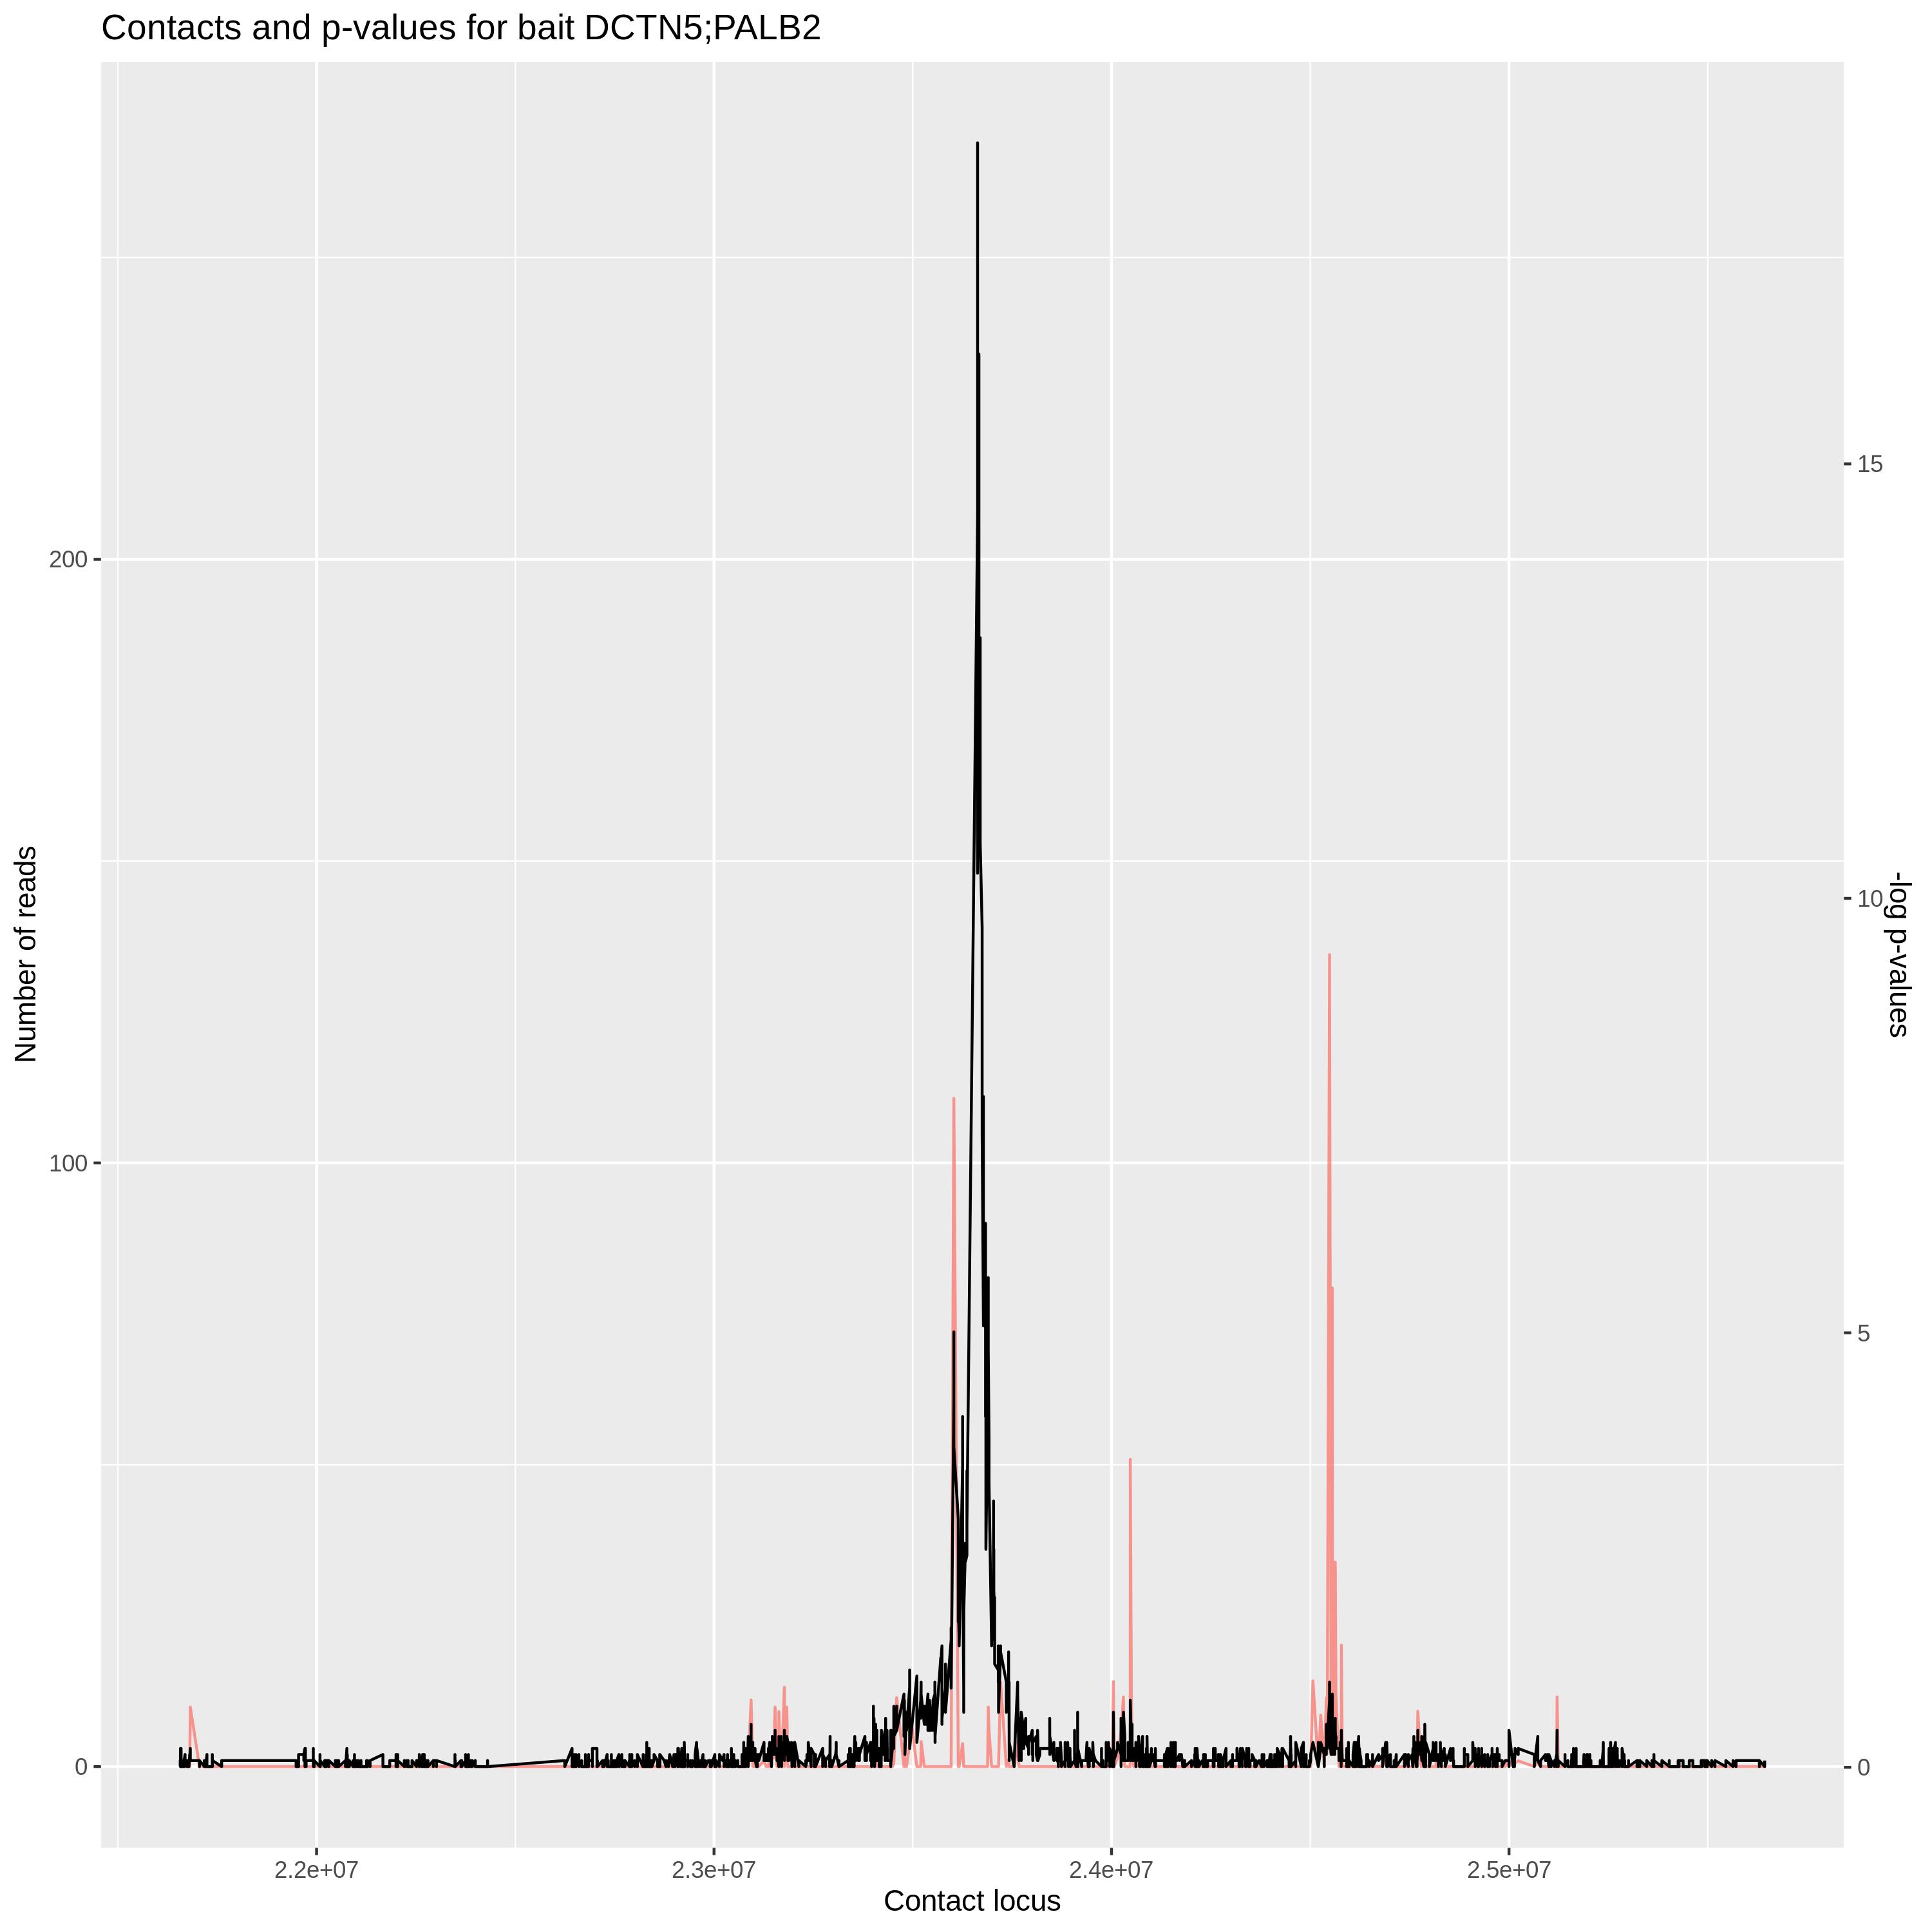 Contacts and p-values for bait DCTN5;PALB2
Number of reads
200
100
0
15
10
5
0
-log p-values
2.2e+07
2.3e+07
2.4e+07
2.5e+07
Contact locus